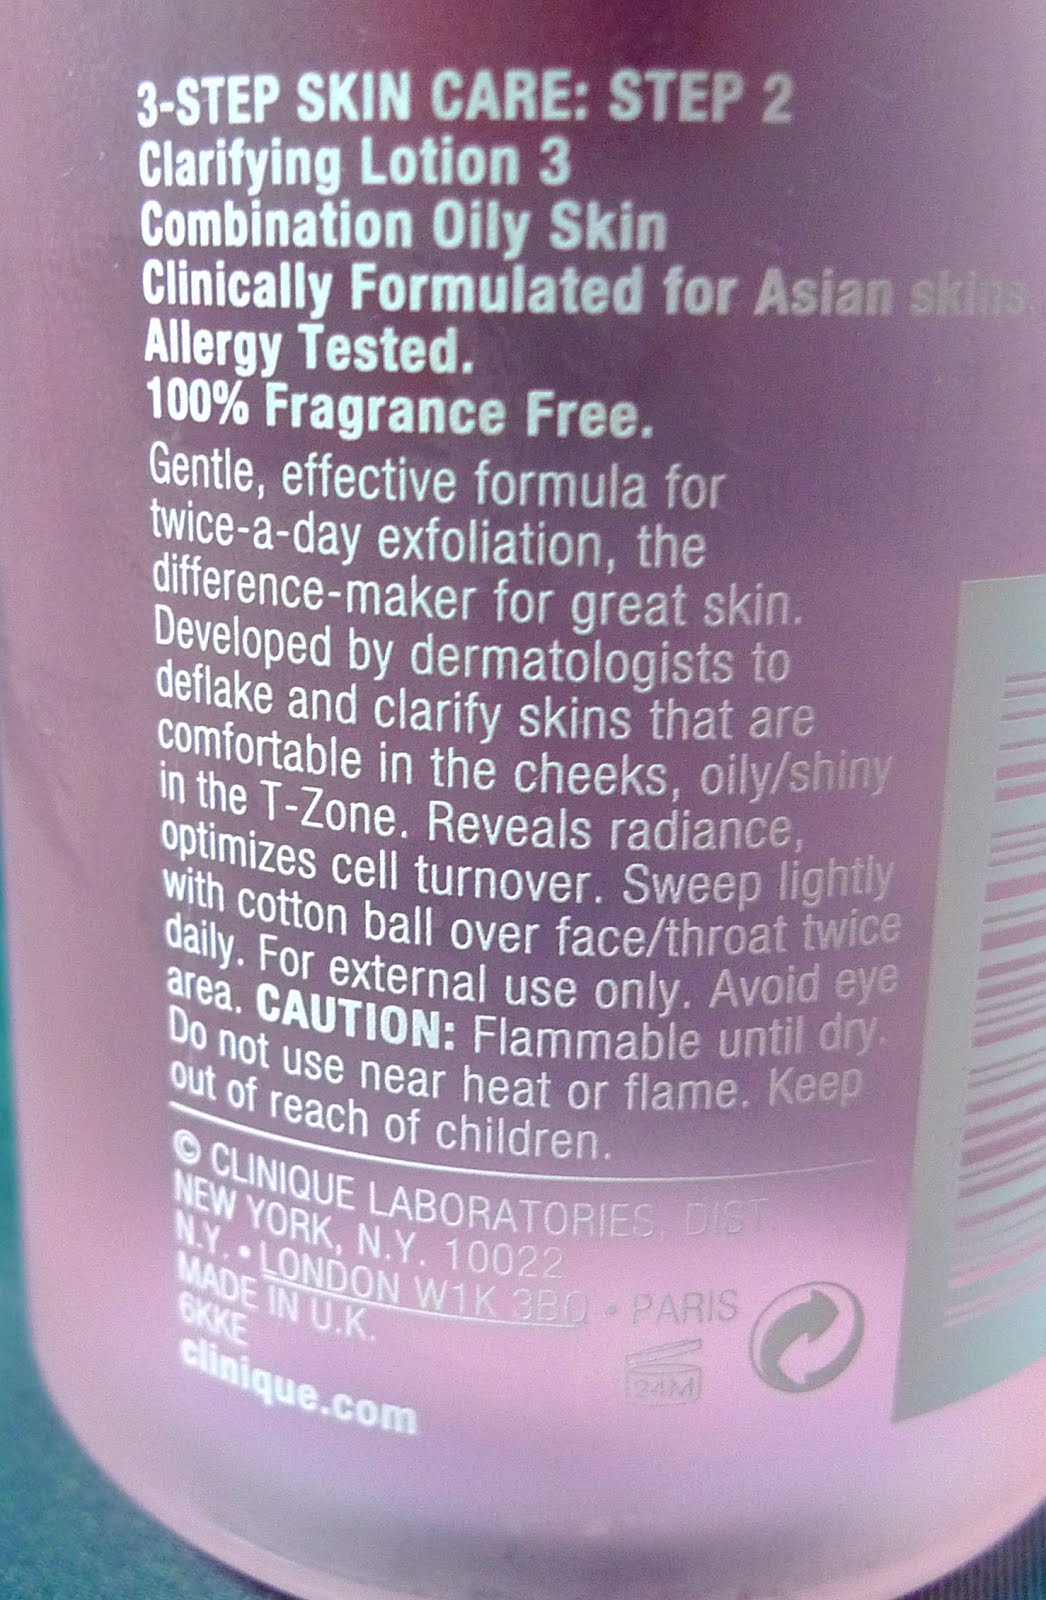 3-STEP SKIN CARE: STEP 2
Clarifying Lotion 3
Combination Oily Skin
Clinically Formulated for Asian skins.
Allergy Tested.
100% Fragrance Free.
Gentle, effective formula for
twice-a-day exfoliation, the
difference-maker for great skin.
Developed by dermatologists to
deflake and clarify skins that are
comfortable in the cheeks, oily/shiny
in the T-Zone. Reveals radiance,
optimizes cell turnover. Sweep lightly
with cotton ball over face/throat twice
daily. For external use only. Avoid eye
area. CAUTION: Flammable until dry.
Do not use near heat or flame. Keep
out of reach of children.
© CLINIQUE LABORATORIES, DIST.
NEW YORK, N.Y. 10022
N.Y. • LONDON W1K 3BQ • PARIS
MADE IN U.K.
6KKE
24M
clinique.com